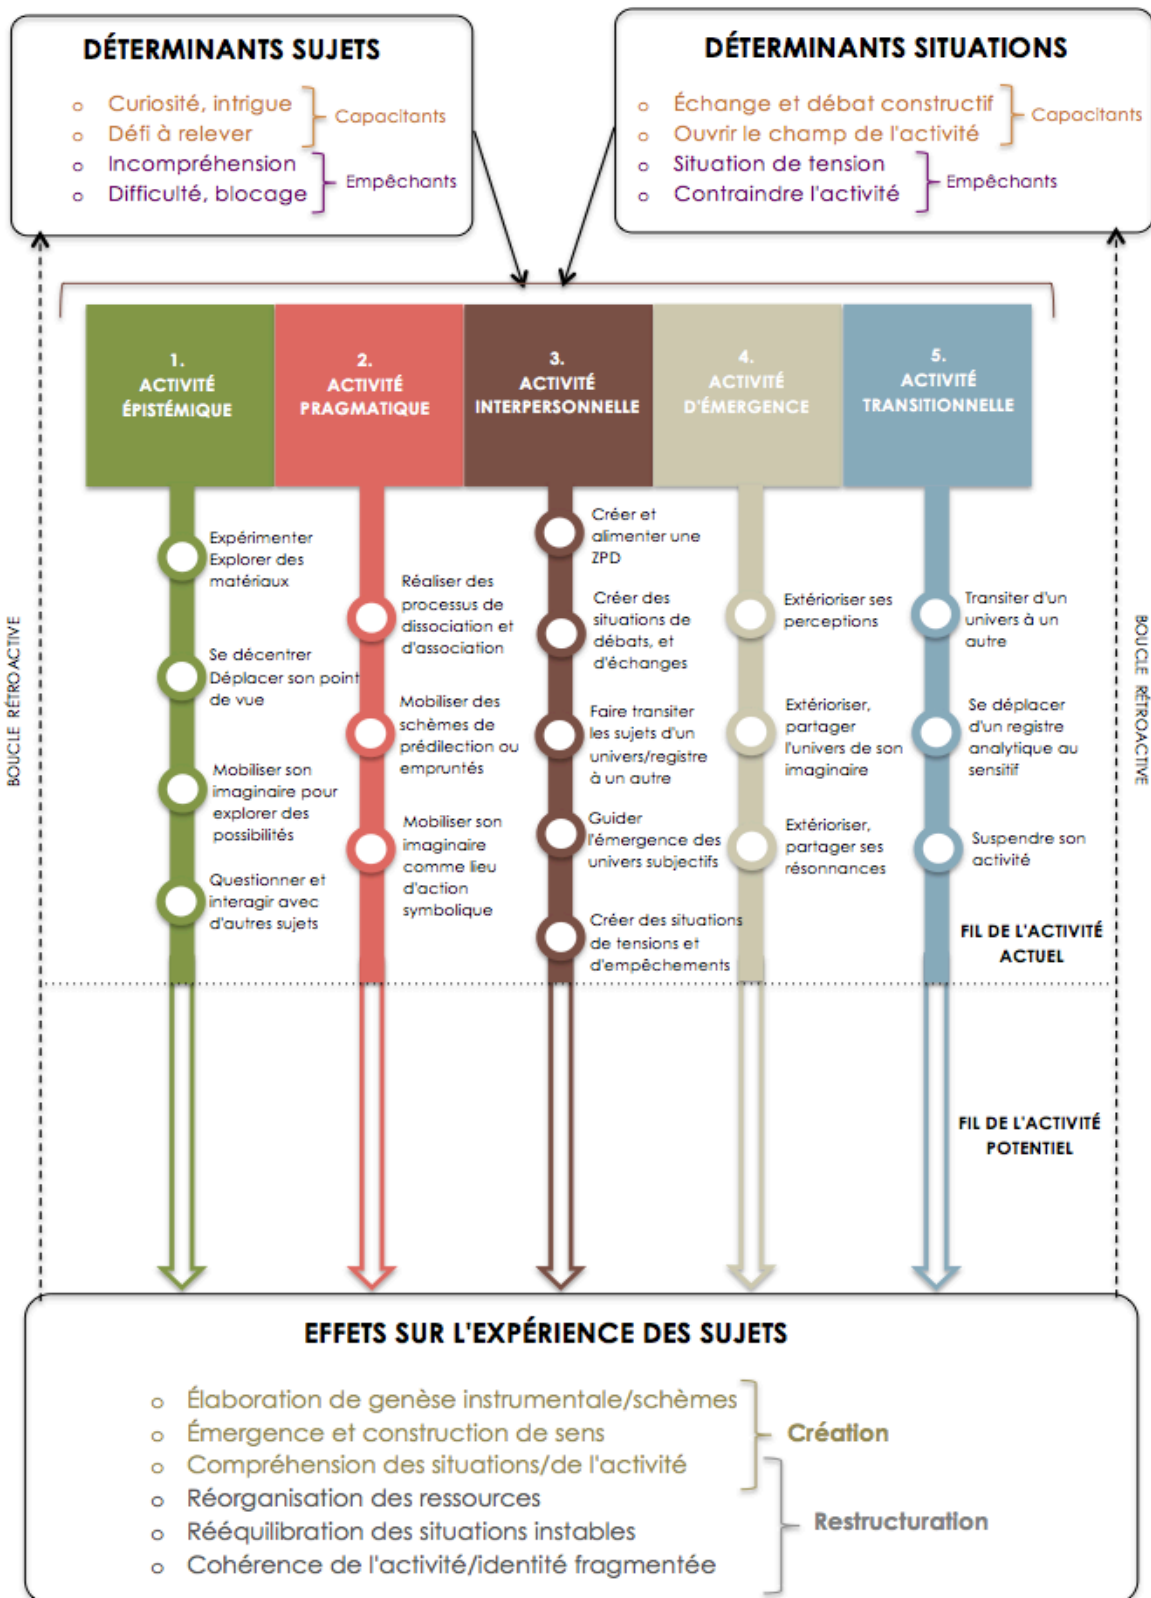 DÉTERMINANTS SUJETS
Curiosité, intrigue
Défi à relever
Capacitants
Incompréhension
Difficulté, blocage
Empêchants
DÉTERMINANTS SITUATIONS
Échange et débat constructif
Ouvrir le champ de l'activité
Capacitants
Situation de tension
Contraindre l'activité
Empêchants
BOUCLE RÉTROACTIVE
1.
ACTIVITÉ
ÉPISTÉMIQUE
2.
ACTIVITÉ
PRAGMATIQUE
3.
ACTIVITÉ
INTERPERSONNELLE
4.
ACTIVITÉ
D'ÉMERGENCE
5.
ACTIVITÉ
TRANSITIONNELLE
Expérimenter
Explorer des
matériaux
Se décentrer
Déplacer son point
de vue
Mobiliser son
imaginaire pour
explorer des
possibilités
Questionner et
interagir avec
d'autres sujets
Réaliser des
processus de
dissociation et
d'association
Mobiliser des
schèmes de
prédilection ou
empruntés
Mobiliser son
imaginaire
comme lieu
d'action
symbolique
Créer et
alimenter une
ZPD
Créer des
situations de
débats, et
d'échanges
Faire transiter
les sujets d'un
univers/registre
à un autre
Guider
l'émergence des
univers subjectifs
Créer des situations
de tensions et
d'empêchements
Extérioriser ses
perceptions
Extérioriser,
partager
l'univers de son
imaginaire
Extérioriser,
partager ses
résonnances
Transiter d'un
univers à un
autre
Se déplacer
d'un registre
analytique au
sensitif
Suspendre son
activité
BOUCLE RÉTROACTIVE
FIL DE L'ACTIVITÉ
ACTUEL
FIL DE L'ACTIVITÉ
POTENTIEL
EFFETS SUR L'EXPÉRIENCE DES SUJETS
Élaboration de genèse instrumentale/schèmes
Émergence et construction de sens
Compréhension des situations/de l'activité
Création
Réorganisation des ressources
Rééquilibration des situations instables
Cohérence de l'activité/identité fragmentée
Restructuration